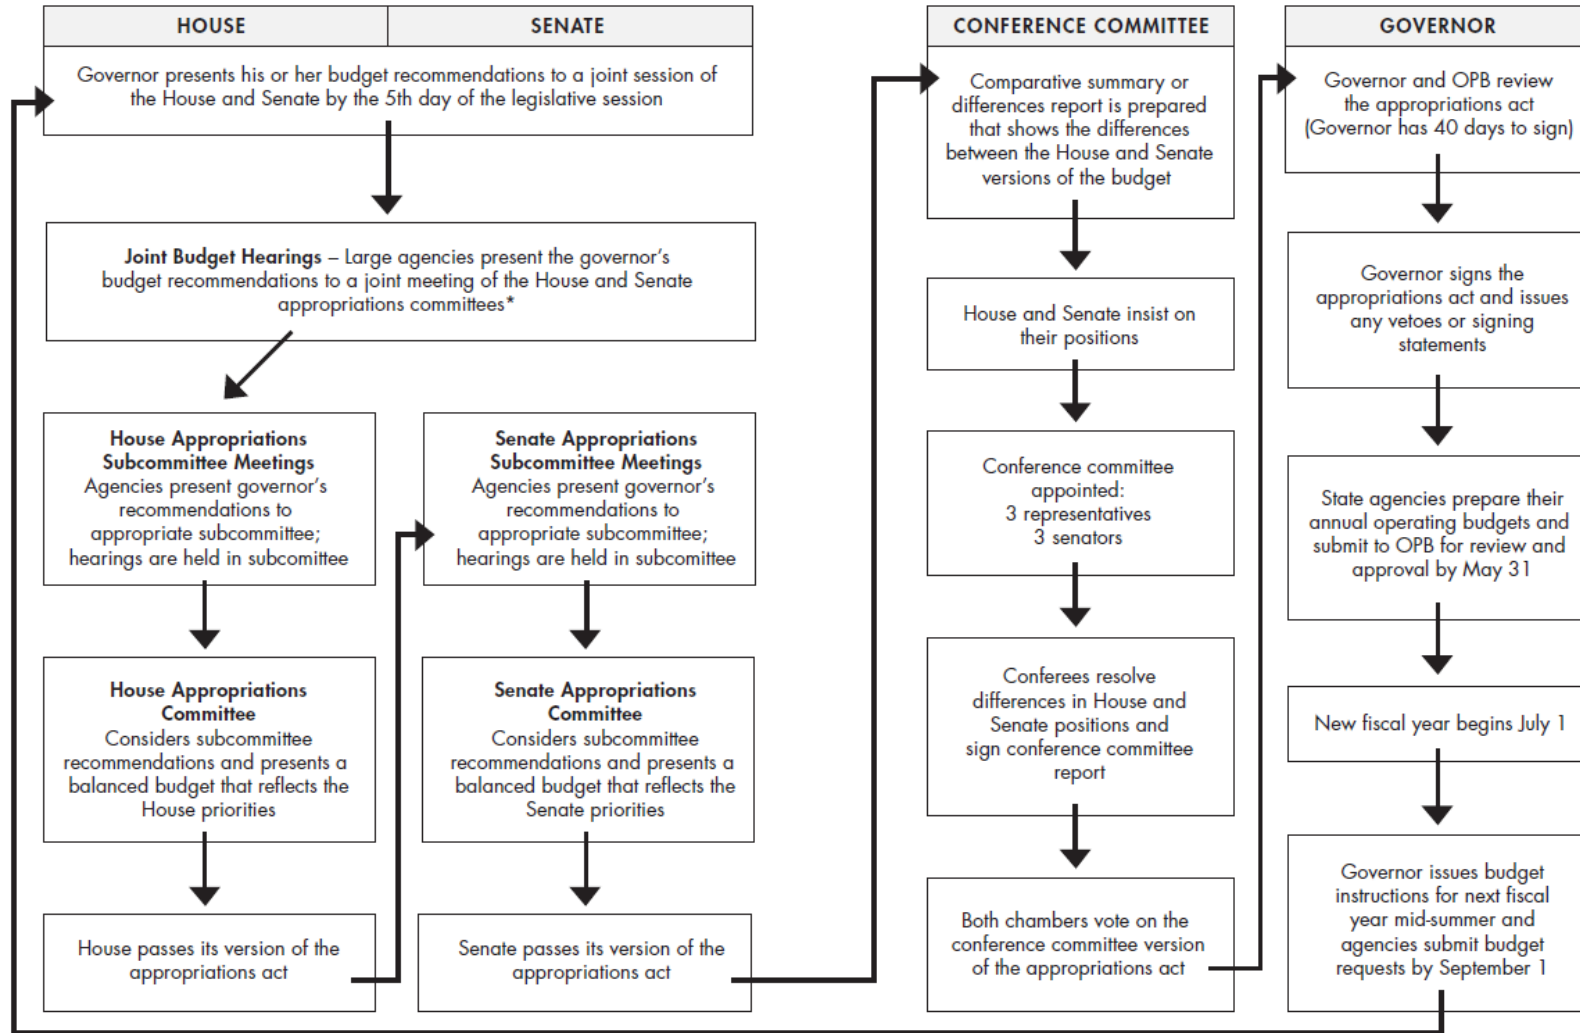 HOUSE
SENATE
Governor presents his or her budget recommendations to a joint session of
the House and Senate by the 5th day of the legislative session
Joint Budget Hearings – Large agencies present the governor's
budget recommendations to a joint meeting of the House and Senate
appropriations committees*
House Appropriations
Subcommittee Meetings
Agencies present governor's
recommendations to
appropriate subcommittee;
hearings are held in subcomittee
House Appropriations
Committee
Considers subcommittee
recommendations and presents a
balanced budget that reflects the
House priorities
House passes its version of the
appropriations act
Senate Appropriations
Subcommittee Meetings
Agencies present governor's
recommendations to
appropriate subcommittee;
hearings are held in subcomittee
Senate Appropriations
Committee
Considers subcommittee
recommendations and presents a
balanced budget that reflects the
Senate priorities
Senate passes its version of the
appropriations act
CONFERENCE COMMITTEE
Comparative summary or
differences report is prepared
that shows the differences
between the House and Senate
versions of the budget
House and Senate insist on
their positions
Conference committee
appointed:
3 representatives
3 senators
Conferees resolve
differences in House and
Senate positions and
sign conference committee
report
Both chambers vote on the
conference committee version
of the appropriations act
GOVERNOR
Governor and OPB review
the appropriations act
(Governor has 40 days to sign)
Governor signs the
appropriations act and issues
any vetoes or signing
statements
State agencies prepare their
annual operating budgets and
submit to OPB for review and
approval by May 31
New fiscal year begins July 1
Governor issues budget
instructions for next fiscal
year mid-summer and
agencies submit budget
requests by September 1